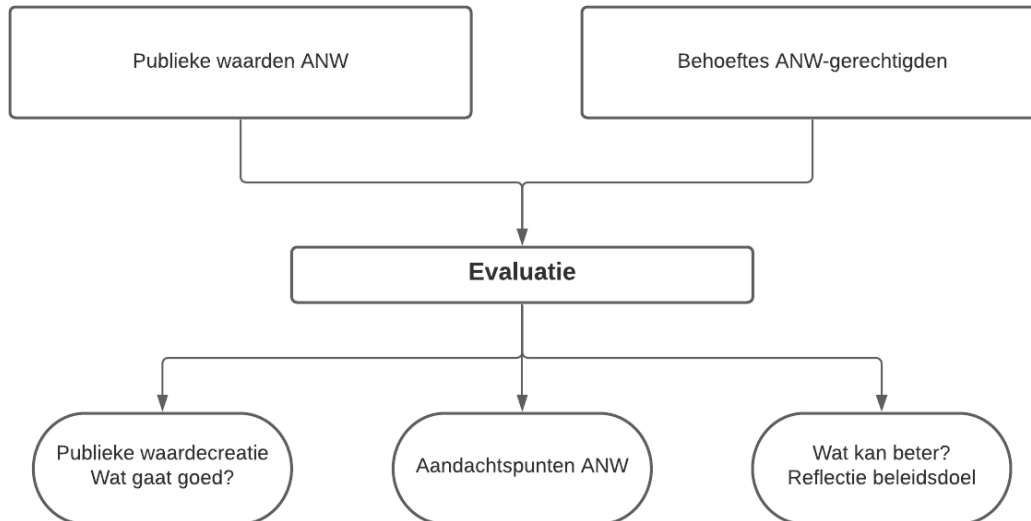 Publieke waarden ANW
Behoeftes ANW-gerechtigden
Evaluatie
Publieke waardecreatie
Wat gaat goed?
Aandachtspunten ANW
Wat kan beter?
Reflectie beleidsdoel